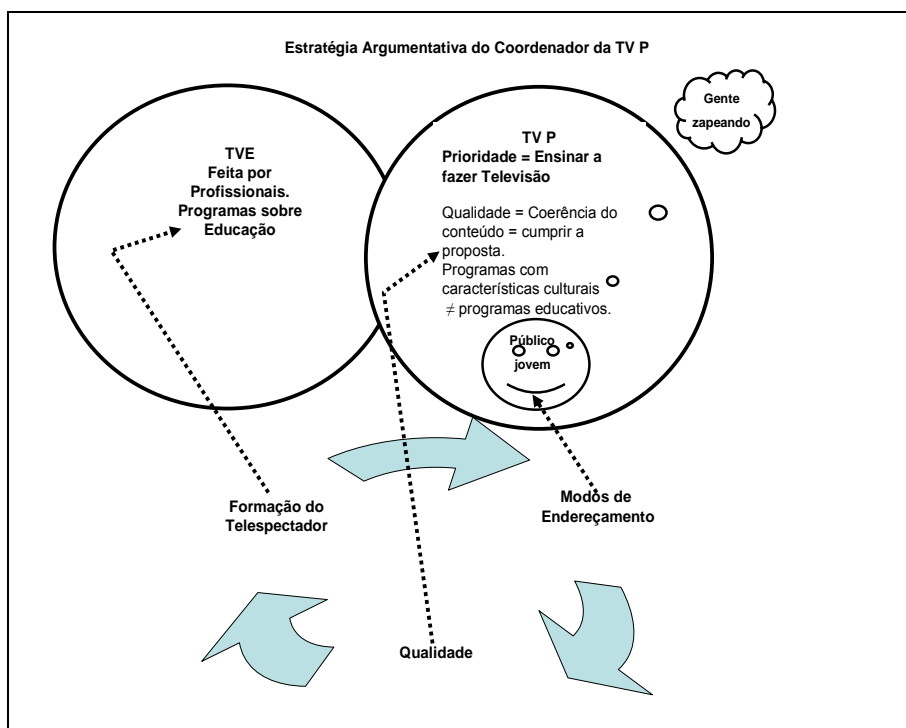 Estratégia Argumentativa do Coordenador da TV P
Gente
zapeando
TVE
Feita por
Profissionais.
Programas sobre
Educação
TV P
Prioridade = Ensinar a
fazer Televisão
Qualidade = Coerência do
conteúdo = cumprir a
proposta.
Programas com
características culturais
≠ programas educativos.
Público
jovem
Formação do
Telespectador
Modos de
Endereçamento
Qualidade